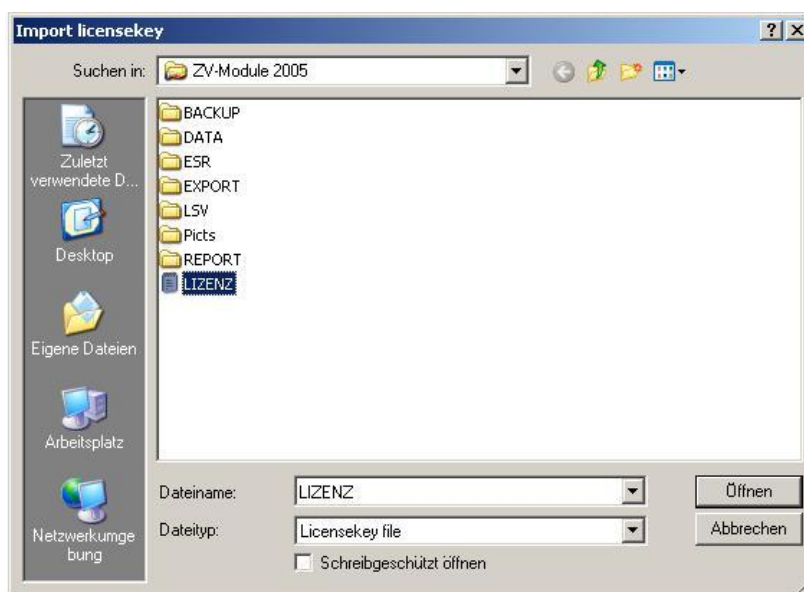 Import licensekey
Suchen in: ZV-Module 2005
BACKUP
DATA
ESR
EXPORT
LSV
Picts
REPORT
LIZENZ
Zuletzt
verwendete D...
Desktop
Eigene Dateien
Arbeitsplatz
Netzwerkumge
bung
Dateiname: LIZENZ Öffnen
Dateityp: Licensekey file Abbrechen
Schreibgeschützt öffnen